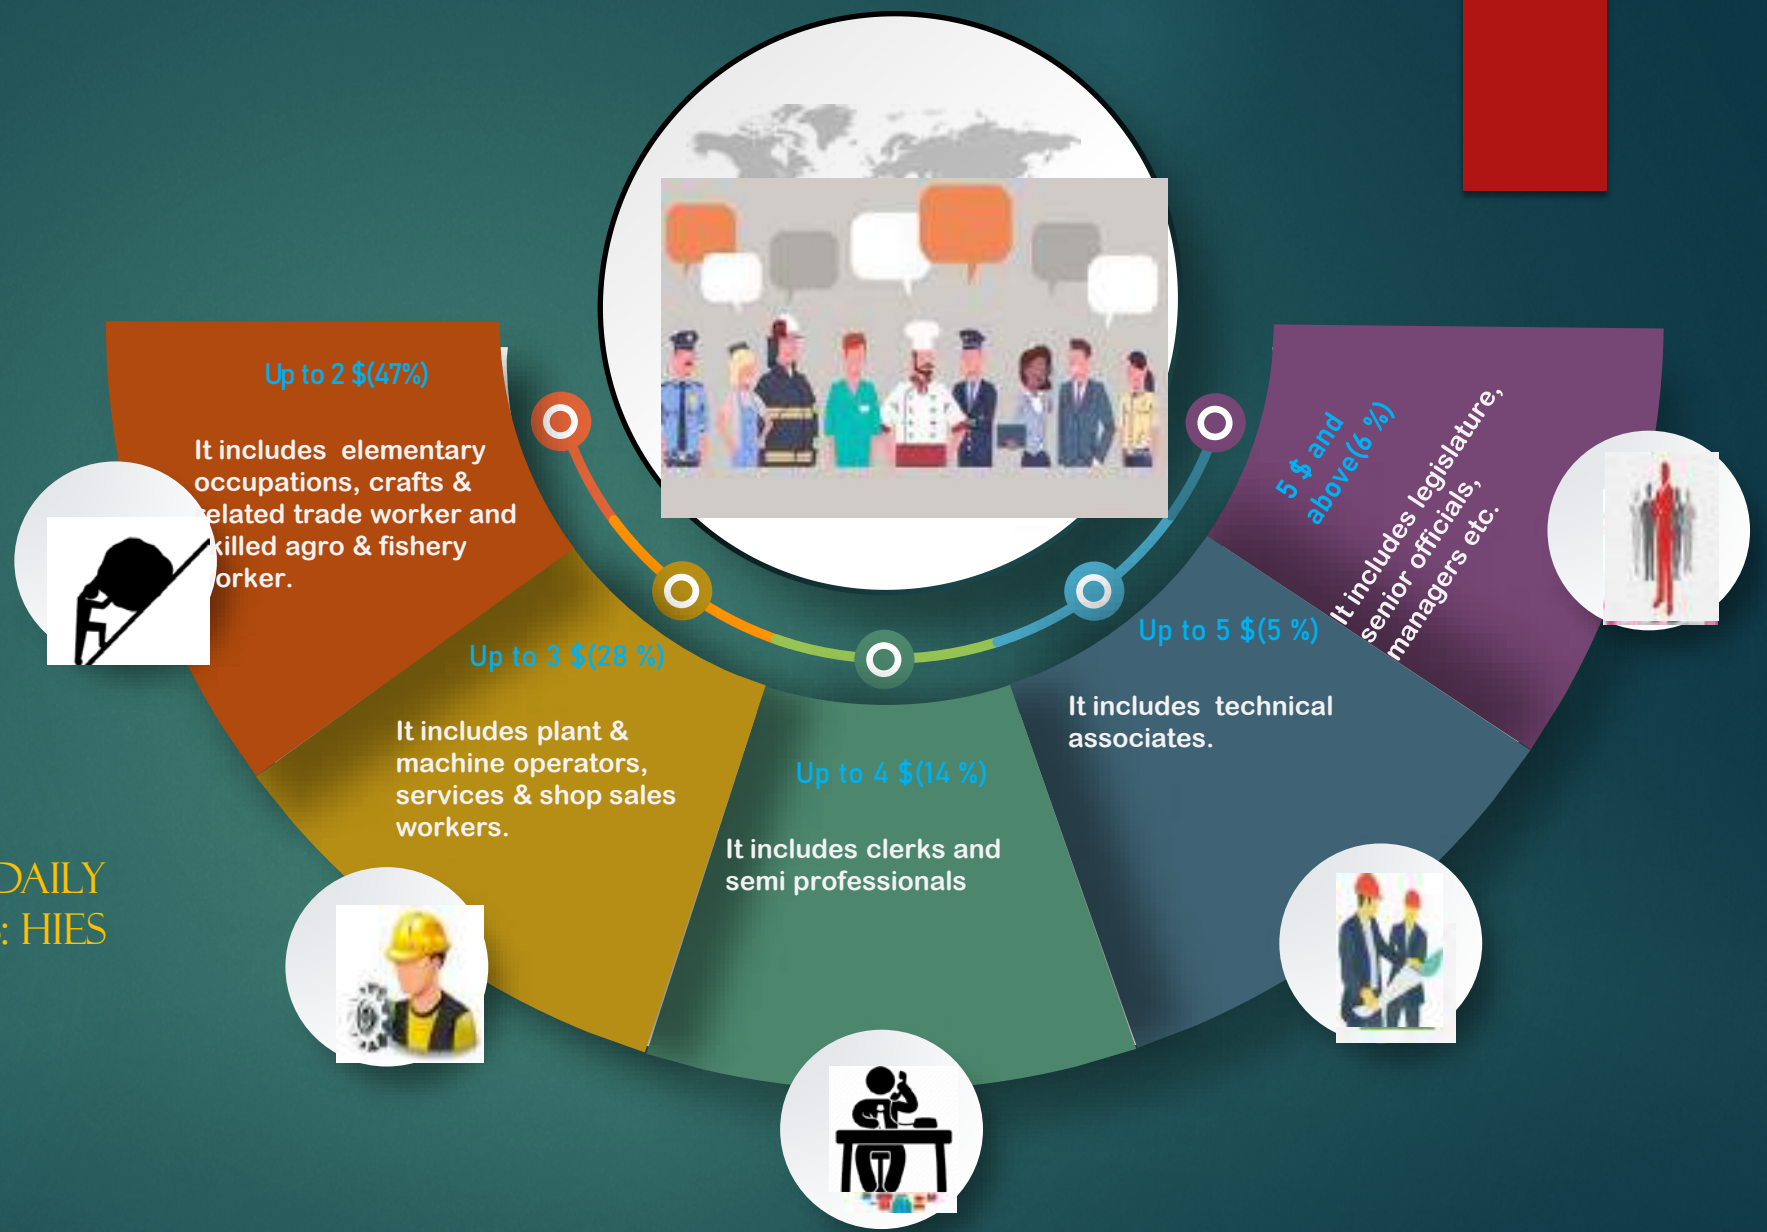 Up to 2 $(47%)
It includes elementary
occupations, crafts &
related trade worker and
killed agro & fishery
orker.
Up to 3 $(28 %)
It includes plant &
machine operators,
services & shop sales
workers.
Up to 4 $(14 %)
It includes clerks and
semi professionals
Up to 5 $(5 %)
It includes technical
associates.
5 $ and
above(6 %)
It includes legislature,
senior officials,
managers etc.
DAILY
: HIES